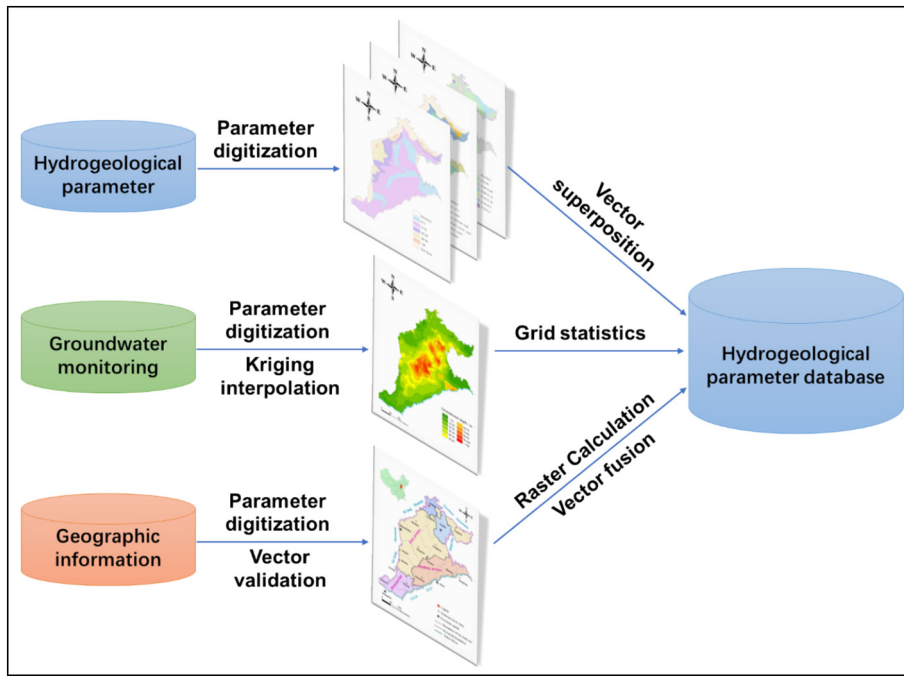 Hydrogeological
parameter
Parameter
digitization
N
W
E
S
N
W
E
S
N
W
E
S
Vector
superposition
Groundwater
monitoring
Parameter
digitization
Kriging
interpolation
N
W
E
S
Grid statistics
Hydrogeological
parameter database
Geographic
information
Parameter
digitization
Vector
validation
Raster Calculation
Vector fusion